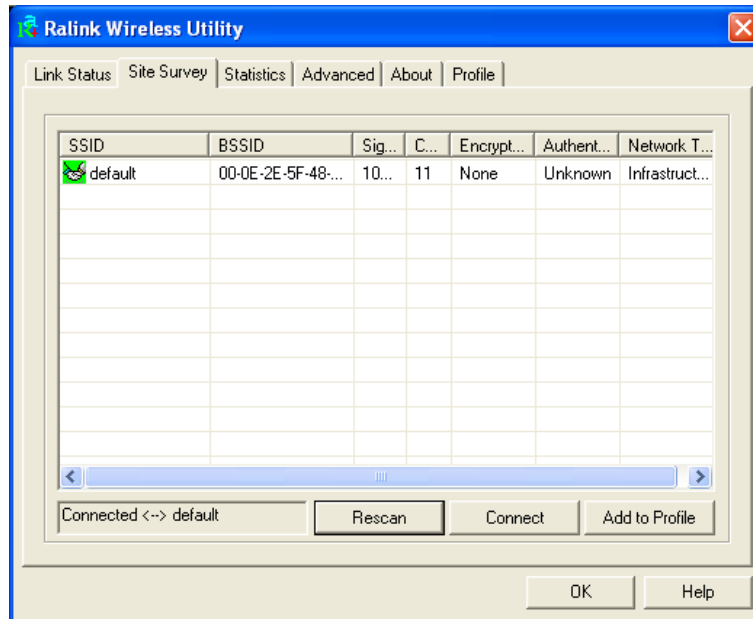 Ralink Wireless Utility
Link Status Site Survey Statistics Advanced About Profile
SSID BSSID Sig... C... Encrypt... Authent... Network T...
default 00-0E-2E-5F-48-... 10... 11 None Unknown Infrastruct...
Connected <--> default Rescan Connect Add to Profile
OK Help